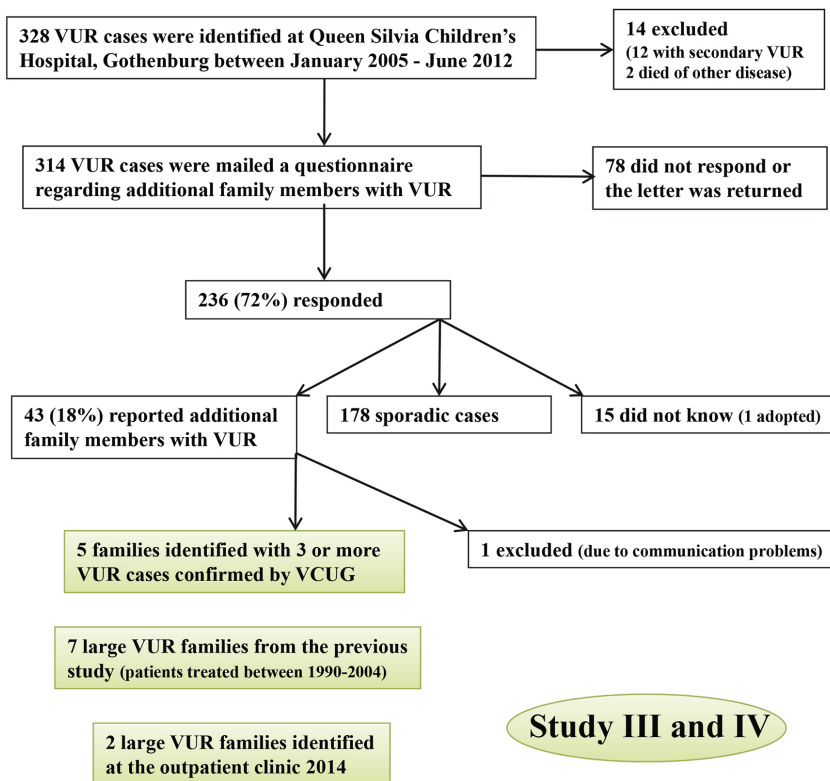 328 VUR cases were identified at Queen Silvia Children's
Hospital, Gothenburg between January 2005 - June 2012
14 excluded
(12 with secondary VUR
2 died of other disease)
314 VUR cases were mailed a questionnaire
regarding additional family members with VUR
78 did not respond or
the letter was returned
236 (72%) responded
43 (18%) reported additional
family members with VUR
178 sporadic cases
15 did not know (1 adopted)
5 families identified with 3 or more
VUR cases confirmed by VCUG
1 excluded (due to communication problems)
7 large VUR families from the previous
study (patients treated between 1990-2004)
2 large VUR families identified
at the outpatient clinic 2014
Study III and IV